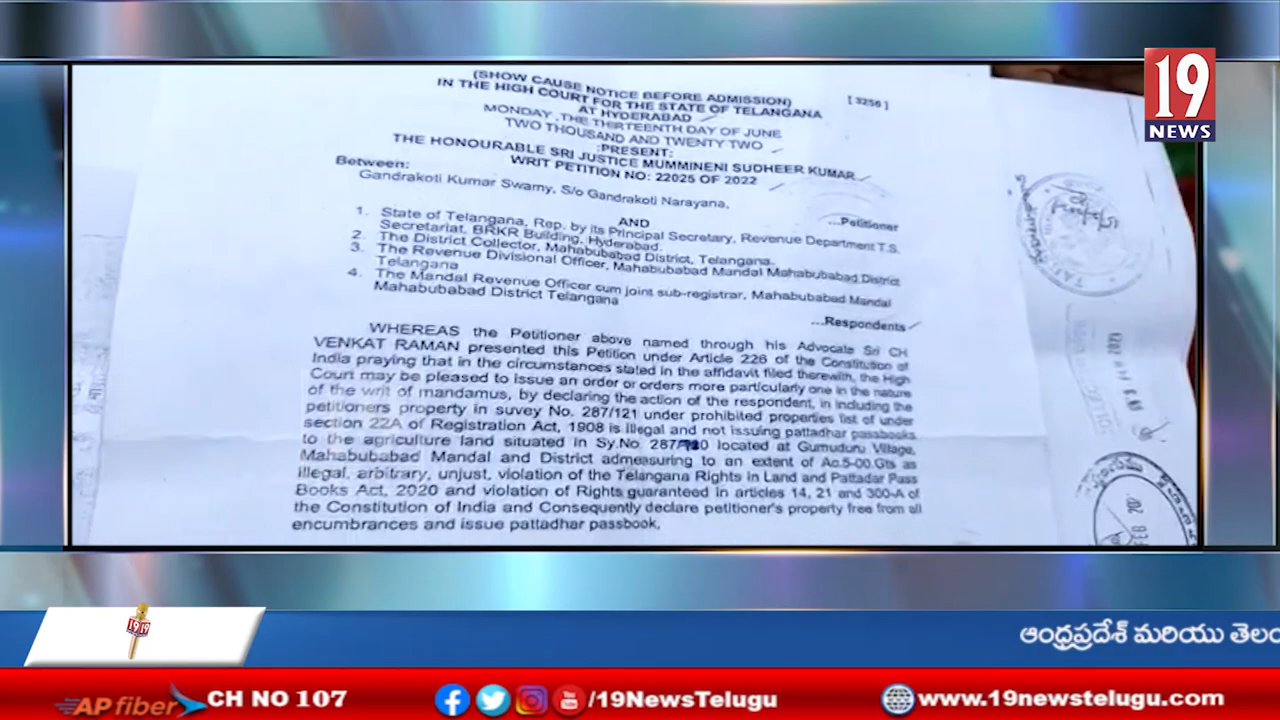 19
NEWS
(SHOW CAUSE NOTICE BEFORE ADMISSION)
[ 3256 ]
IN THE HIGH COURT FOR THE STATE OF TELANGANA
AT HYDERABAD
MONDAY ,THE THIRTEENTH DAY OF JUNE
TWO THOUSAND AND TWENTY TWO
:PRESENT:
THE HONOURABLE SRI JUSTICE MUMMINENI SUDHEER KUMAR
WRIT PETITION NO: 22025 OF 2022
Between:
Gandrakoti Kumar Swamy, S/o Gandrakoti Narayana,
...Petitioner
AND
1. State of Telangana, Rep. by its Principal Secretary, Revenue Department T.S.
Secretariat, BRKR Building, Hyderabad.
2. The District Collector, Mahabubabad District, Telangana.
3. The Revenue Divisional Officer, Mahabubabad Mandal Mahabubabad District
Telangana
4. The Mandal Revenue Officer cum joint sub-registrar, Mahabubabad Mandal
Mahabubabad District Telangana
...Respondents
WHEREAS the Petitioner above named through his Advocate Sri CH
VENKAT RAMAN presented this Petition under Article 226 of the Constitution of
India praying that in the circumstances stated in the affidavit filed therewith, the High
Court may be pleased to issue an order or orders more particularly one in the nature
of the writ of mandamus, by declaring the action of the respondent, in including the
petitioners property in suvey No. 287/121 under prohibited properties list of under
section 22A of Registration Act, 1908 is illegal and not issuing pattadhar passbooks
to the agriculture land situated in Sy.No 287/ located at Gumuduru Village,
Mahabubabad Mandal and District admeasuring to an extent of Ac.5-00.Gts as
illegal, arbitrary, unjust, violation of the Telangana Rights in Land and Pattadar Pass
Books Act, 2020 and violation of Rights guaranteed in articles 14, 21 and 300-A of
the Constitution of India and Consequently declare petitioner's property free from all
encumbrances and issue pattadhar passbook.
19 19
ఆంధ్రప్రదేశ్ మరియు తెలం
APfiber CH NO 107
/19NewsTelugu
www.19newstelugu.com